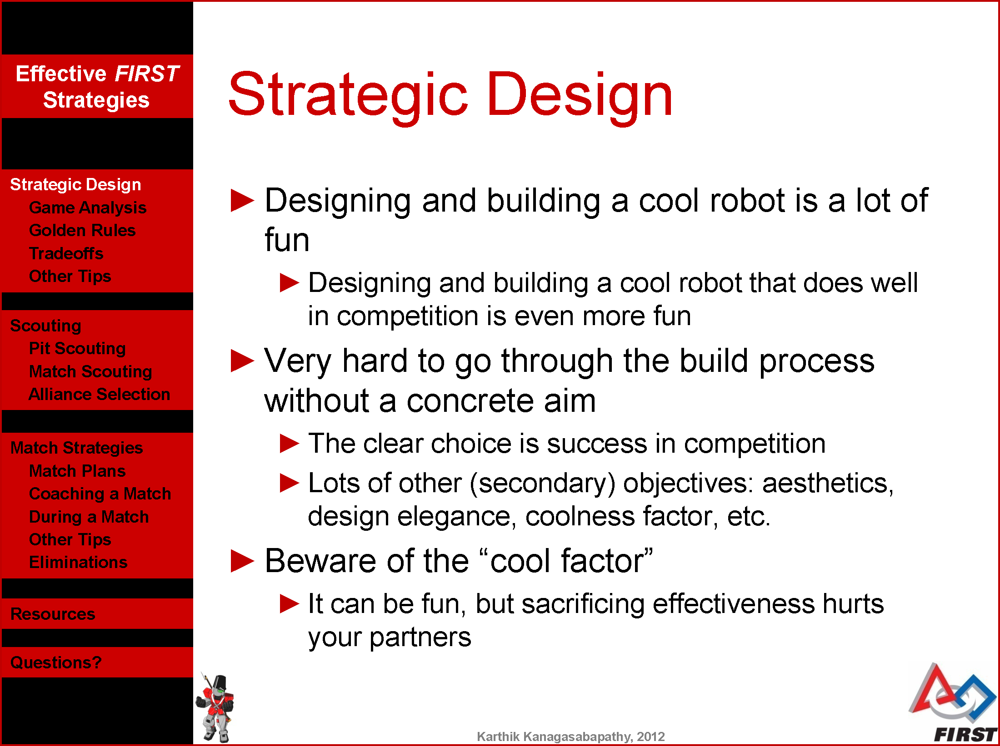 Effective FIRST
Strategies
Strategic Design
Game Analysis
Golden Rules
Tradeoffs
Other Tips
Scouting
Pit Scouting
Match Scouting
Alliance Selection
Match Strategies
Match Plans
Coaching a Match
During a Match
Other Tips
Eliminations
Resources
Questions?
Strategic Design
► Designing and building a cool robot is a lot of
fun
► Designing and building a cool robot that does well
in competition is even more fun
► Very hard to go through the build process
without a concrete aim
► The clear choice is success in competition
► Lots of other (secondary) objectives: aesthetics,
design elegance, coolness factor, etc.
► Beware of the “cool factor”
► It can be fun, but sacrificing effectiveness hurts
your partners
Karthik Kanagasabapathy, 2012
FIRST